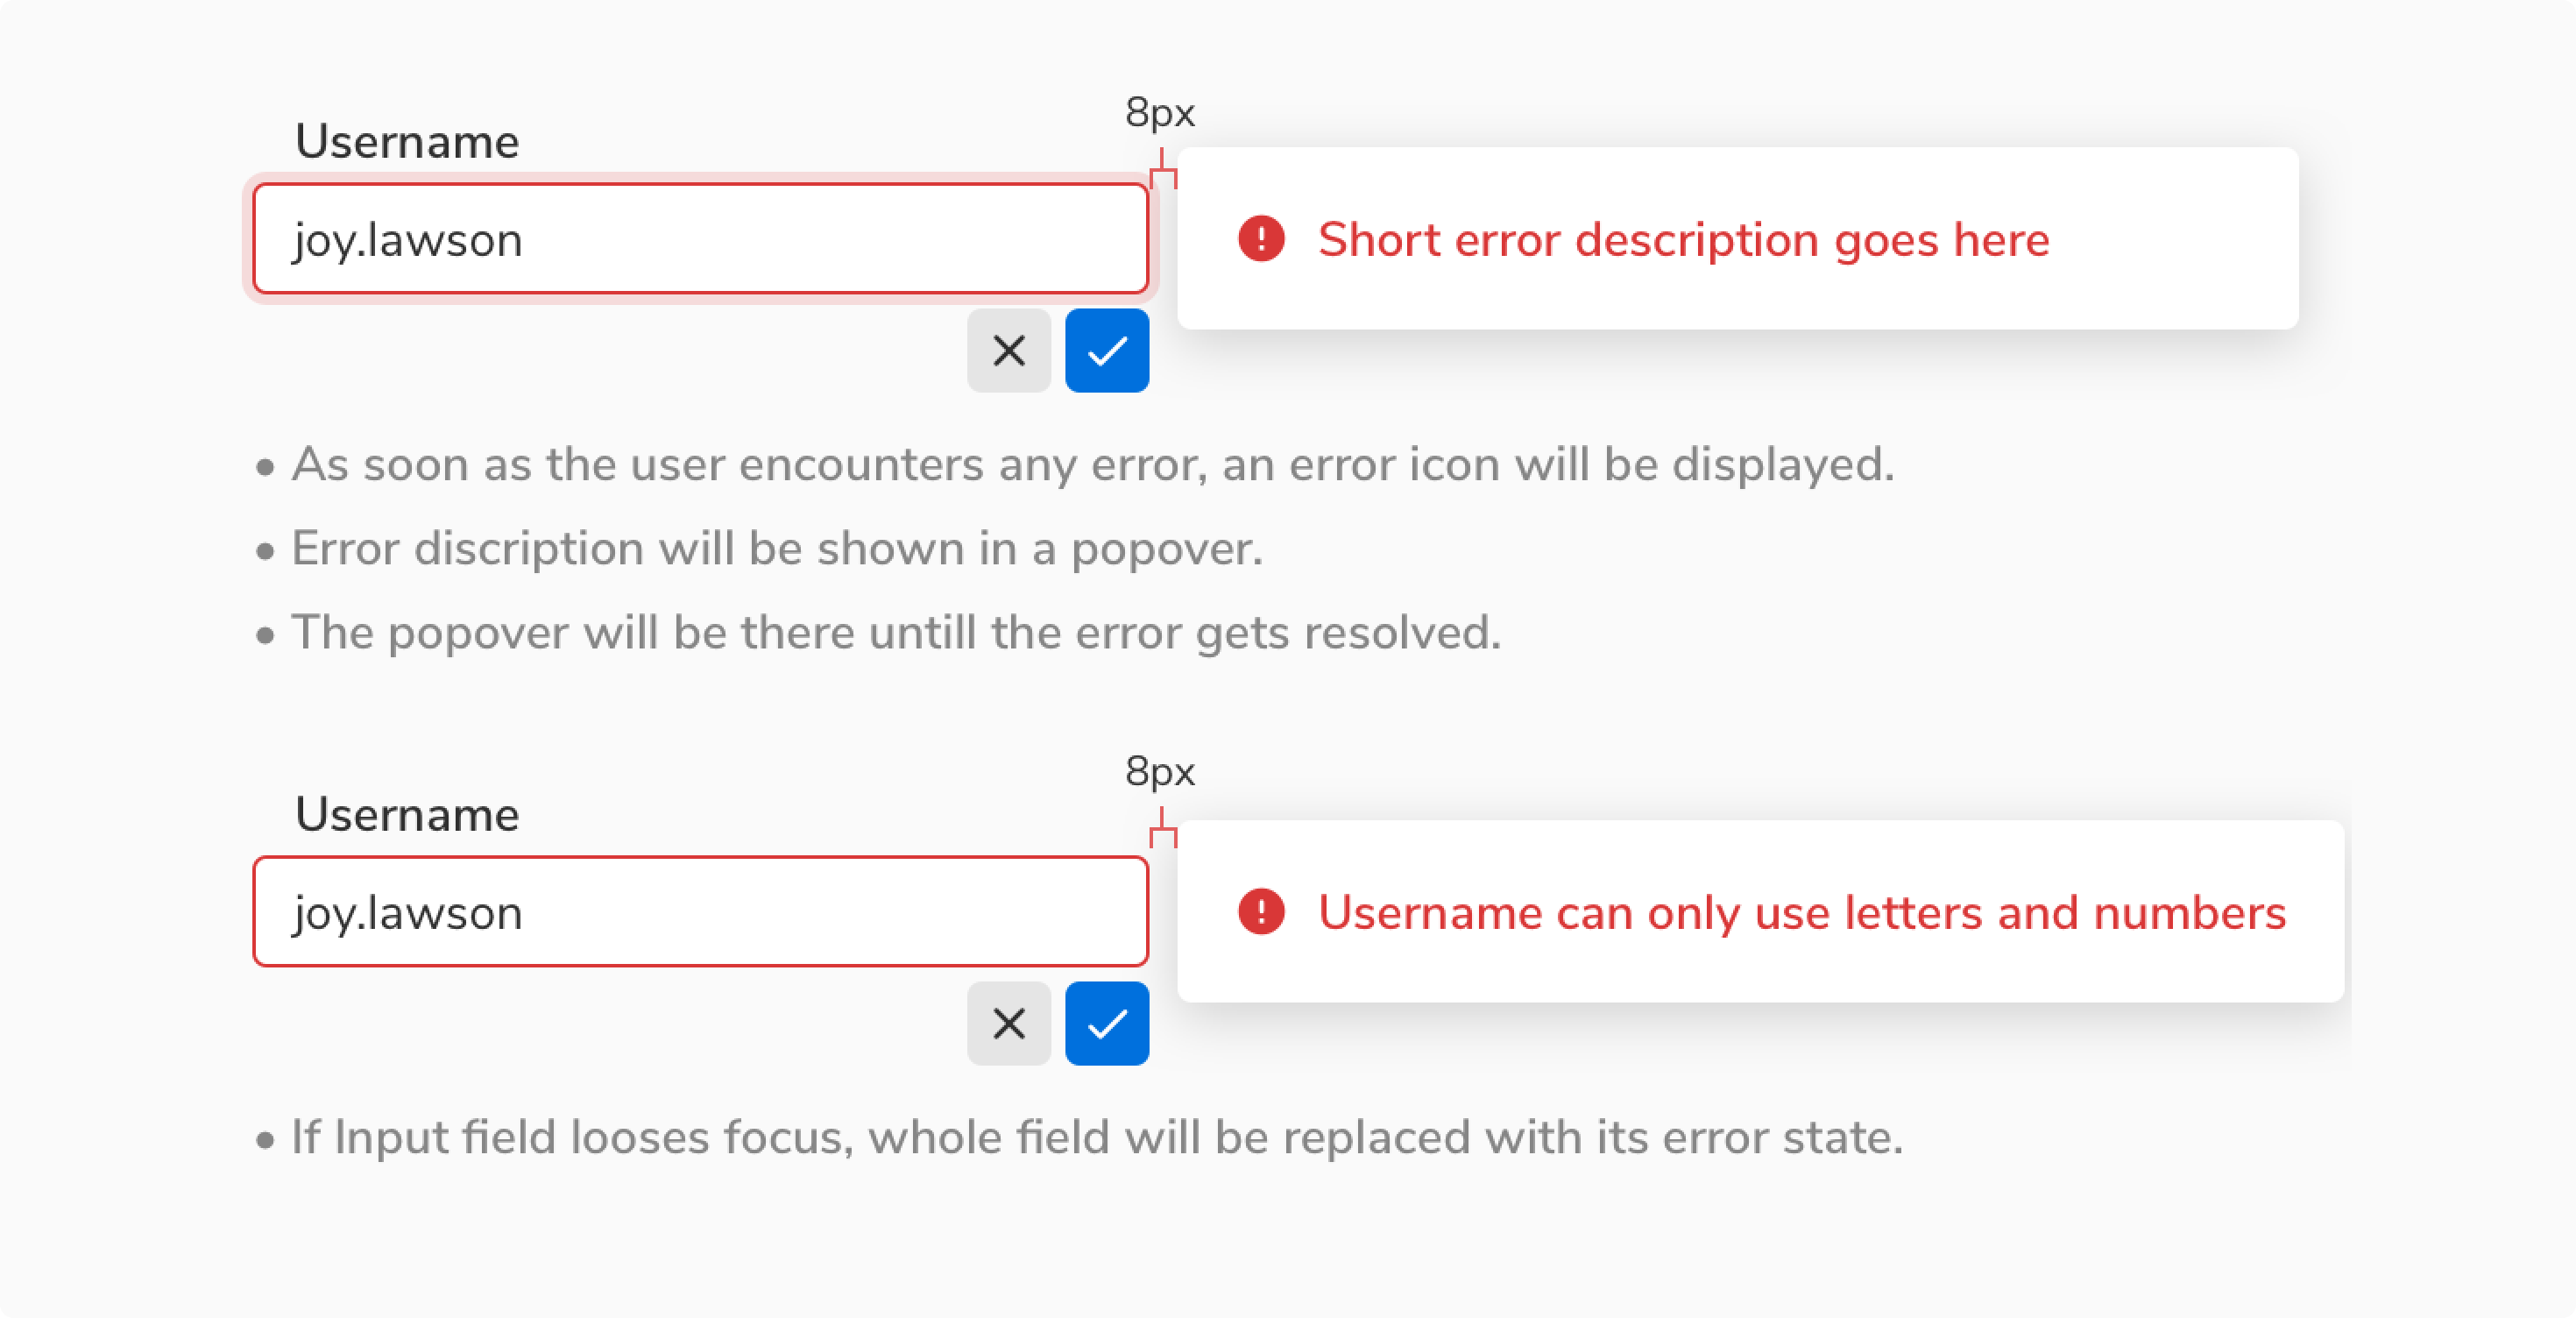 8px
Username
joy.lawson
Short error description goes here
• As soon as the user encounters any error, an error icon will be displayed.
• Error discription will be shown in a popover.
• The popover will be there untill the error gets resolved.
8px
Username
joy.lawson
Username can only use letters and numbers
• If Input field looses focus, whole field will be replaced with its error state.